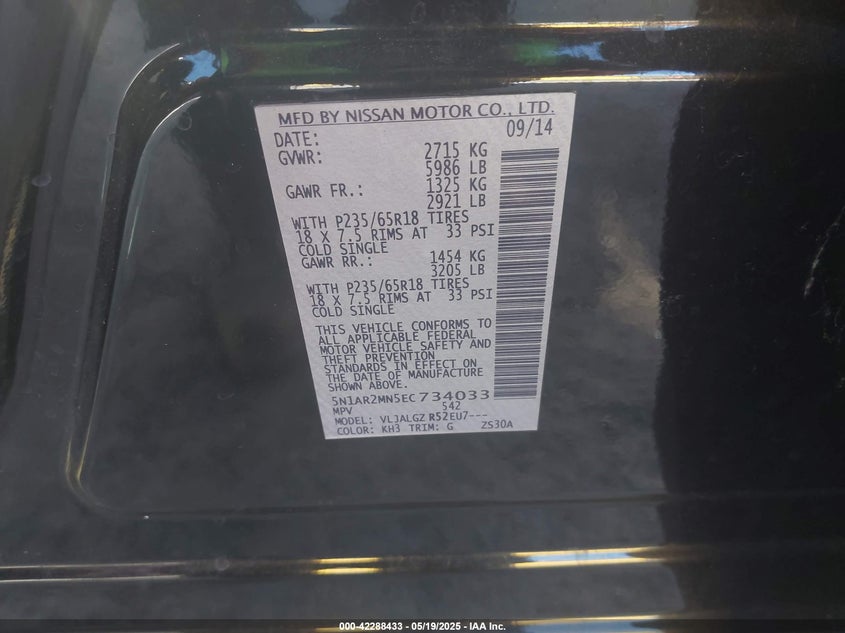 MFD BY NISSAN MOTOR CO., LTD.
DATE: 09/14
GVWR: 2715 KG
5986 LB
GAWR FR.: 1325 KG
2921 LB
WITH P235/65R18 TIRES
18 X 7.5 RIMS AT 33 PSI
COLD SINGLE
GAWR RR.: 1454 KG
3205 LB
WITH P235/65R18 TIRES
18 X 7.5 RIMS AT 33 PSI
COLD SINGLE
THIS VEHICLE CONFORMS TO
ALL APPLICABLE FEDERAL
MOTOR VEHICLE SAFETY AND
THEFT PREVENTION
STANDARDS IN EFFECT ON
THE DATE OF MANUFACTURE
SHOWN ABOVE.
5N1AR2MN5EC734033
MPV 542
MODEL: VLJALGZ R52EU7---
COLOR: KH3 TRIM: G ZS30A
000-42288433 - 05/19/2025 - IAA Inc.